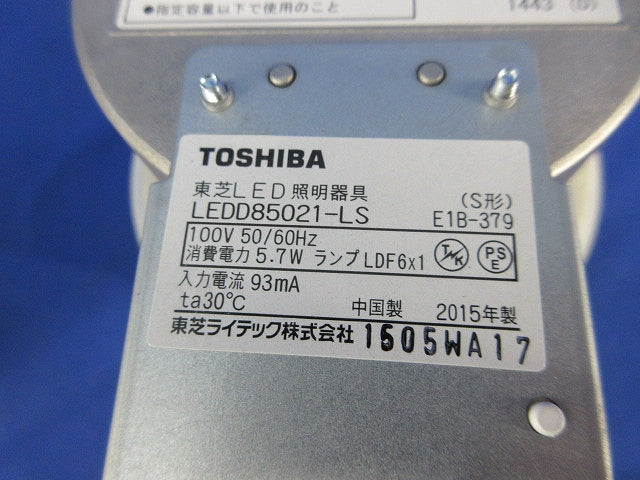 ●指定容量以下で使用のこと
1443 (D)
TOSHIBA
東芝LED照明器具
(S形)
LEDD85021-LS
E1B-379
100V 50/60Hz
消費電力 5.7W ランプ LDF6x1
PS
E
入力電流 93mA
ta30℃
中国製 2015年製
東芝ライテック株式会社 1505WA17